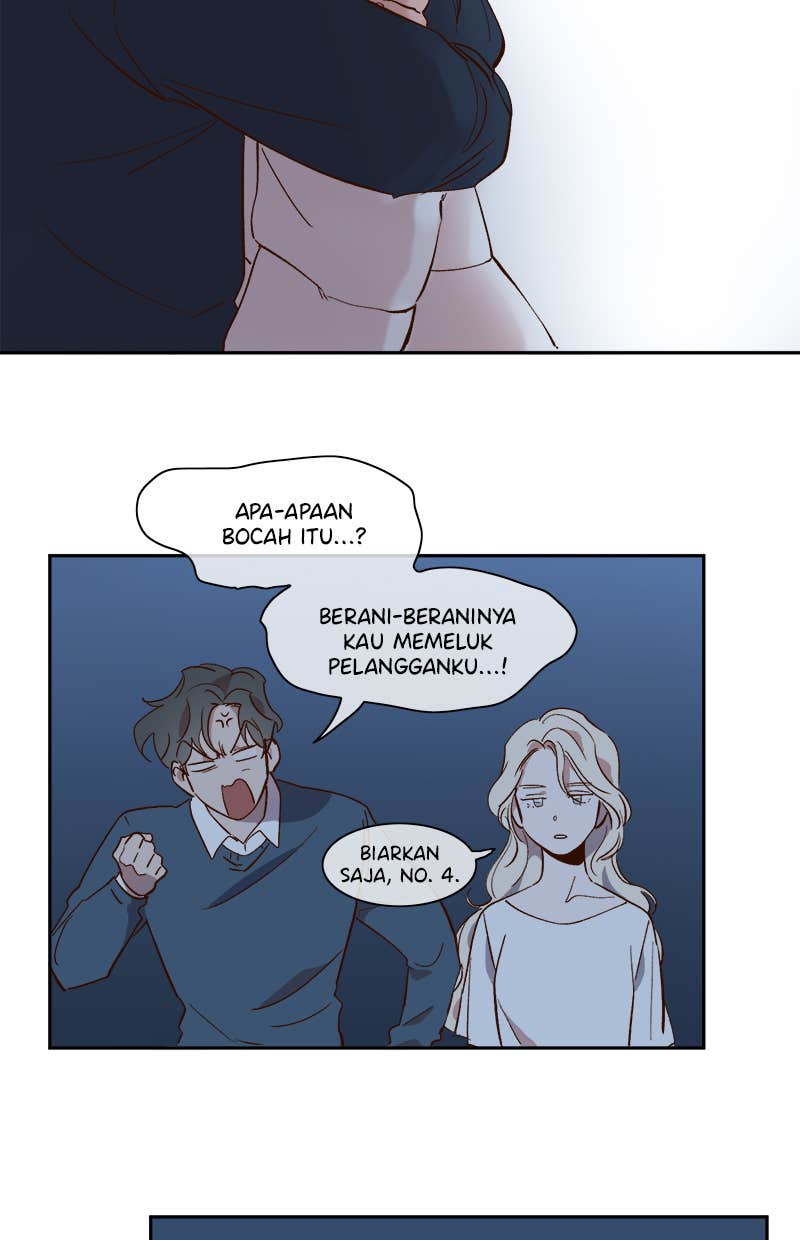 APA-APAAN
BOCAH ITU...?
BERANI-BERANINYA
KAU MEMELUK
PELANGGANKU...!
BIARKAN
SAJA, NO. 4.